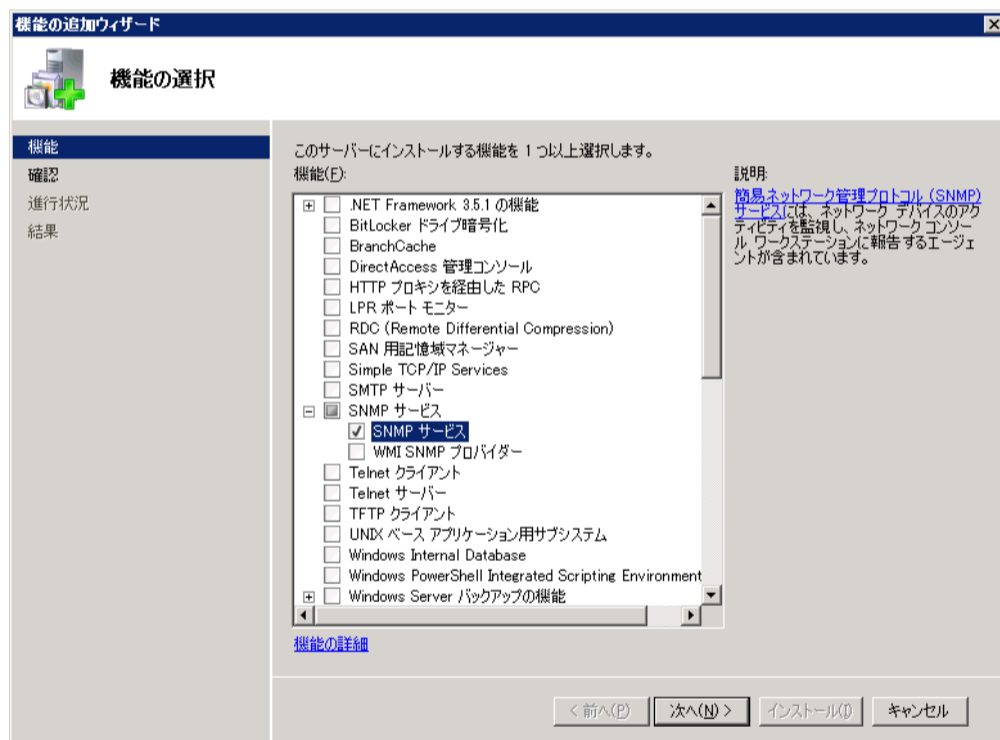 機能の追加ウィザード
機能の選択
機能
確認
進行状況
結果
このサーバーにインストールする機能を 1 つ以上選択します。
機能(F):
.NET Framework 3.5.1 の機能
BitLocker ドライブ暗号化
BranchCache
DirectAccess 管理コンソール
HTTP プロキシを経由した RPC
LPR ポート モニター
RDC (Remote Differential Compression)
SAN 用記憶域マネージャー
Simple TCP/IP Services
SMTP サーバー
SNMP サービス
SNMP サービス
WMI SNMP プロバイダー
Telnet クライアント
Telnet サーバー
TFTP クライアント
UNIX ベース アプリケーション用サブシステム
Windows Internal Database
Windows PowerShell Integrated Scripting Environment
Windows Server バックアップの機能
機能の詳細
説明:
簡易ネットワーク管理プロトコル (SNMP)
サービスには、ネットワーク デバイスのアク
ティビティを監視し、ネットワーク コンソー
ル ワークステーションに報告するエージェ
ントが含まれています。
< 前へ(P)
次へ(N) >
インストール(I)
キャンセル